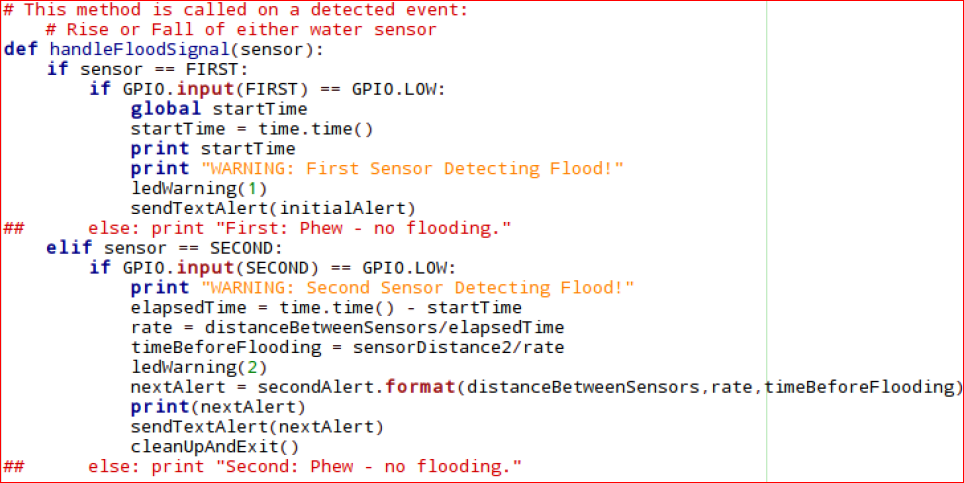 # This method is called on a detected event:
    # Rise or Fall of either water sensor
def handleFloodSignal(sensor):
    if sensor == FIRST:
        if GPIO.input(FIRST) == GPIO.LOW:
            global startTime
            startTime = time.time()
            print startTime
            print "WARNING: First Sensor Detecting Flood!"
            ledWarning(1)
            sendTextAlert(initialAlert)
##      else: print "First: Phew - no flooding."
    elif sensor == SECOND:
        if GPIO.input(SECOND) == GPIO.LOW:
            print "WARNING: Second Sensor Detecting Flood!"
            elapsedTime = time.time() - startTime
            rate = distanceBetweenSensors/elapsedTime
            timeBeforeFlooding = sensorDistance2/rate
            ledWarning(2)
            nextAlert = secondAlert.format(distanceBetweenSensors,rate,timeBeforeFlooding)
            print(nextAlert)
            sendTextAlert(nextAlert)
            cleanUpAndExit()
##      else: print "Second: Phew - no flooding."